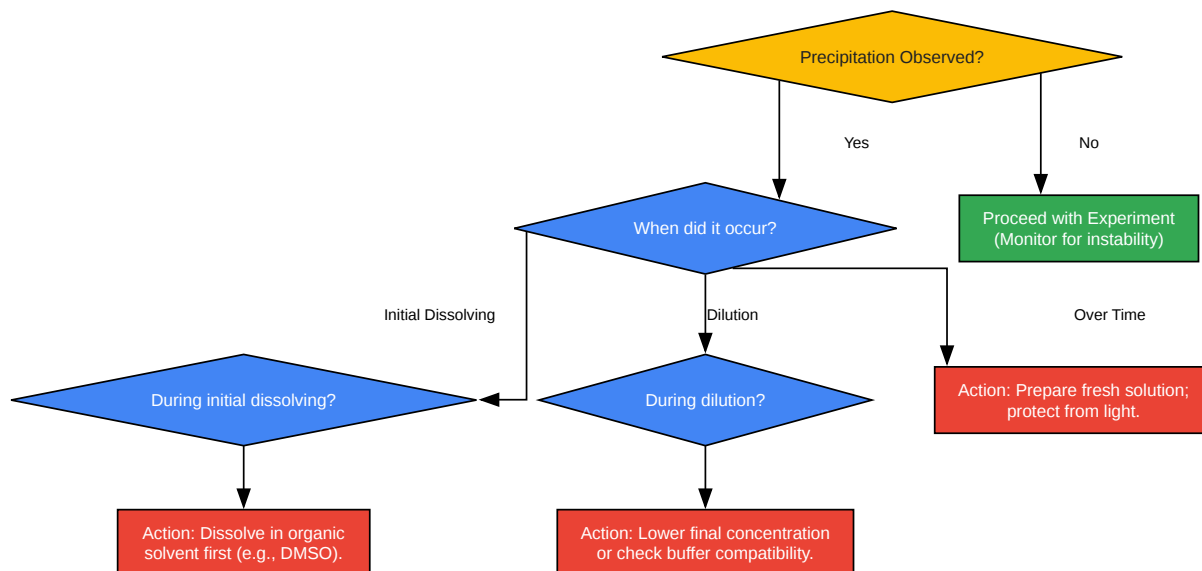 Precipitation Observed?
Yes
No
When did it occur?
Proceed with Experiment
(Monitor for instability)
Initial Dissolving
Dilution
Over Time
During initial dissolving?
During dilution?
Action: Prepare fresh solution;
protect from light.
Action: Dissolve in organic
solvent first (e.g., DMSO).
Action: Lower final concentration
or check buffer compatibility.